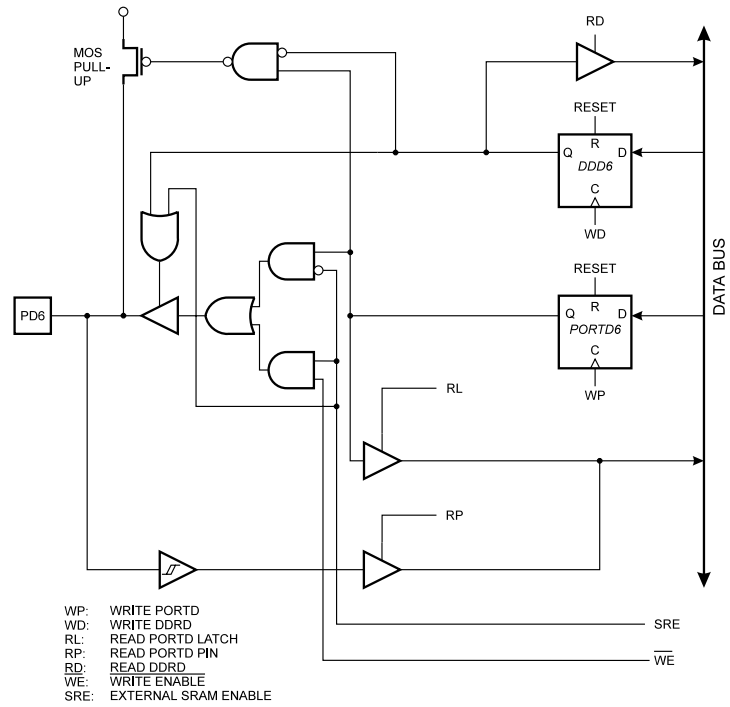 RD
MOS
PULL-
UP
RESET
R
Q
D
DDD6
C
WD
DATA BUS
RESET
R
Q
D
PORTD6
C
WP
PD6
RL
RP
WP: WRITE PORTD
WD: WRITE DDRD
RL: READ PORTD LATCH
RP: READ PORTD PIN
RD: READ DDRD
WE: WRITE ENABLE
SRE: EXTERNAL SRAM ENABLE
SRE
WE